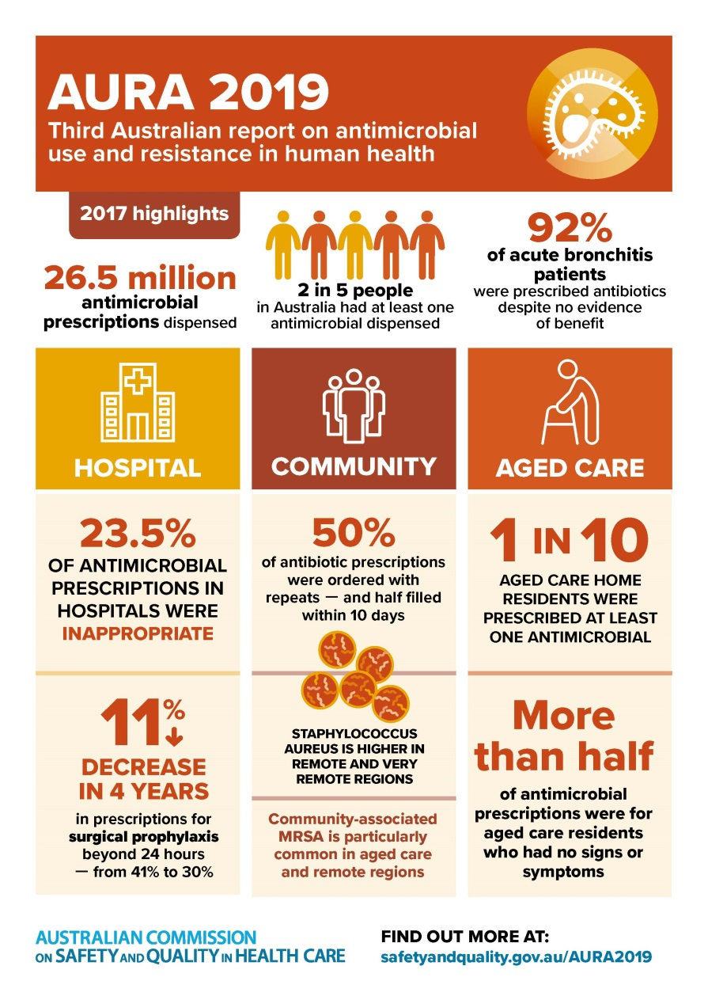 AURA 2019
Third Australian report on antimicrobial
use and resistance in human health
2017 highlights
26.5 million
antimicrobial
prescriptions dispensed
2 in 5 people
in Australia had at least one
antimicrobial dispensed
92%
of acute bronchitis
patients
were prescribed antibiotics
despite no evidence
of benefit
HOSPITAL
23.5%
OF ANTIMICROBIAL
PRESCRIPTIONS IN
HOSPITALS WERE
INAPPROPRIATE
11%
DECREASE
IN 4 YEARS
in prescriptions for
surgical prophylaxis
beyond 24 hours
— from 41% to 30%
COMMUNITY
50%
of antibiotic prescriptions
were ordered with
repeats — and half filled
within 10 days
STAPHYLOCOCCUS
AUREUS IS HIGHER IN
REMOTE AND VERY
REMOTE REGIONS
Community-associated
MRSA is particularly
common in aged care
and remote regions
AGED CARE
1 IN 10
AGED CARE HOME
RESIDENTS WERE
PRESCRIBED AT LEAST
ONE ANTIMICROBIAL
More
than half
of antimicrobial
prescriptions were for
aged care residents
who had no signs or
symptoms
AUSTRALIAN COMMISSION
ON SAFETY AND QUALITY IN HEALTH CARE
FIND OUT MORE AT:
safetyandquality.gov.au/AURA2019